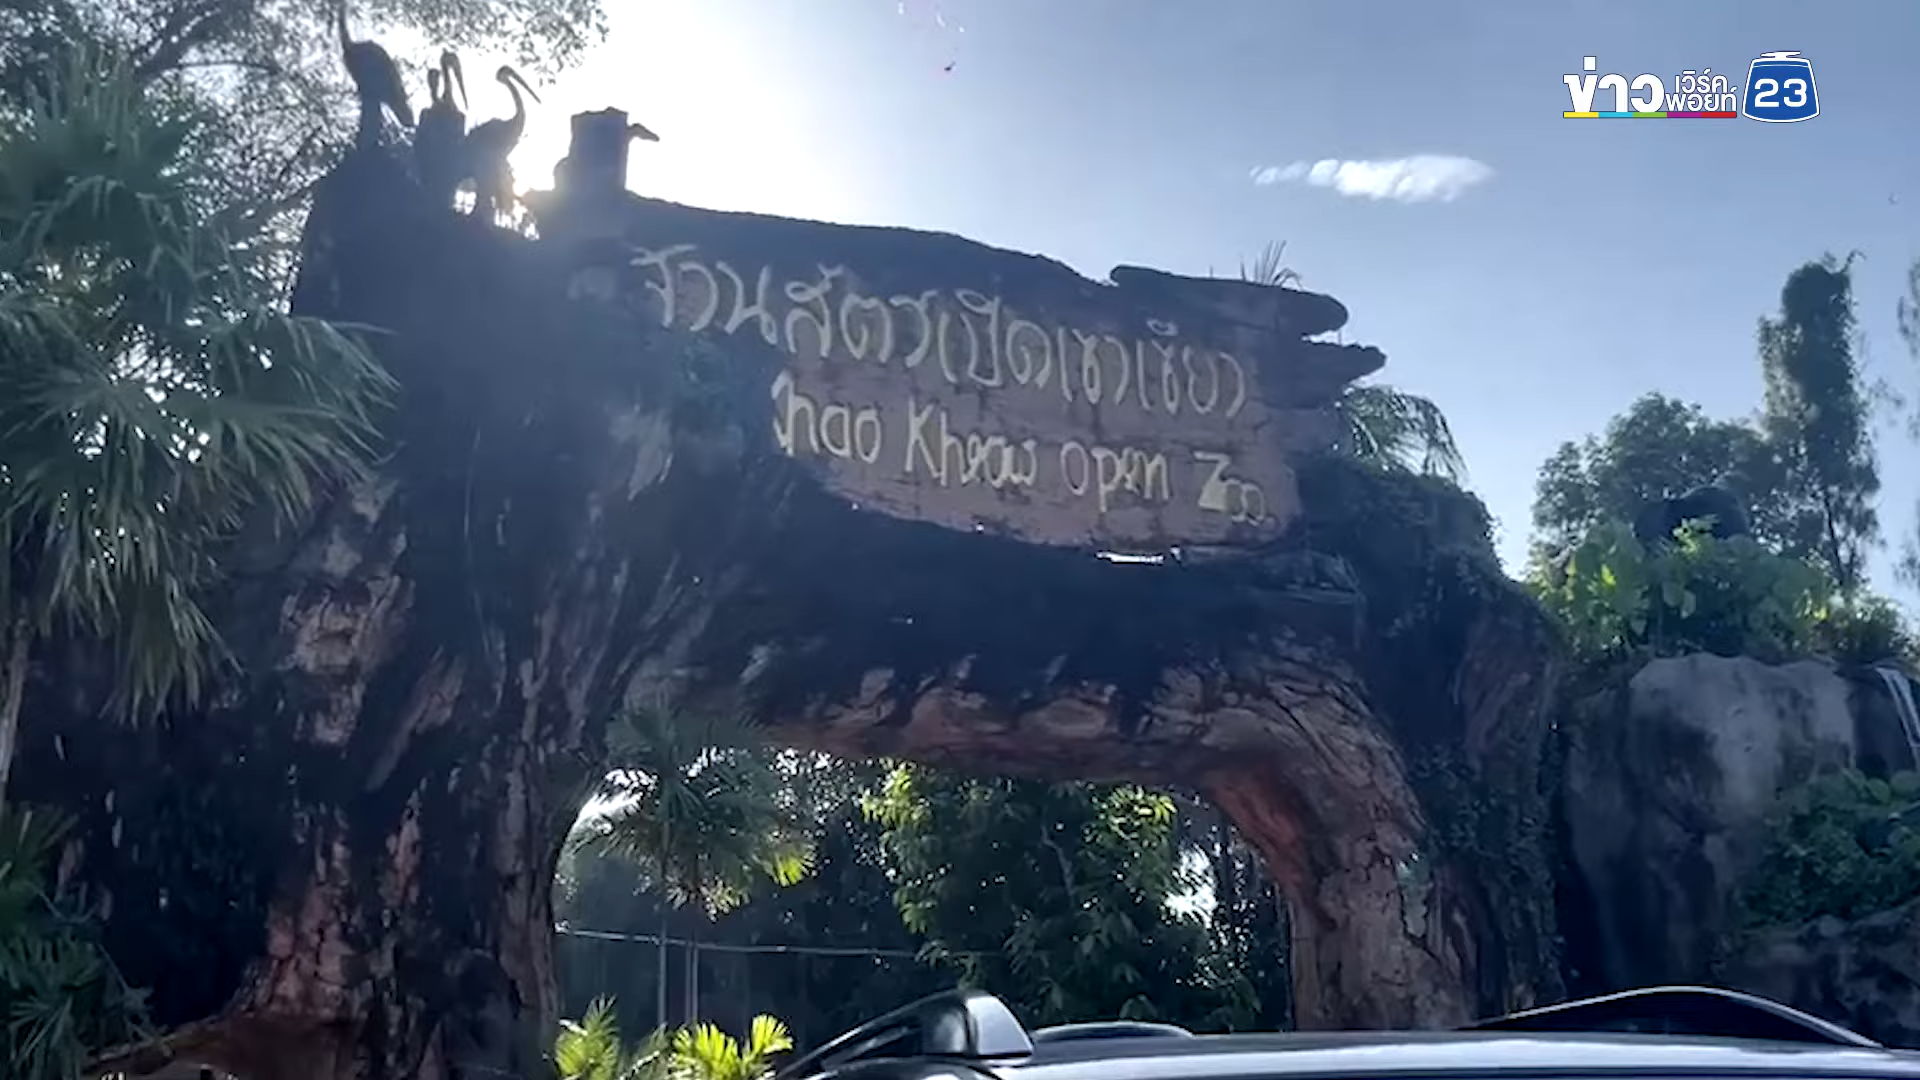 ข่าวเวิร์คพอยท์ 23
สวนสัตว์เปิดเขาเขียว
Khao Kheow Open Zoo